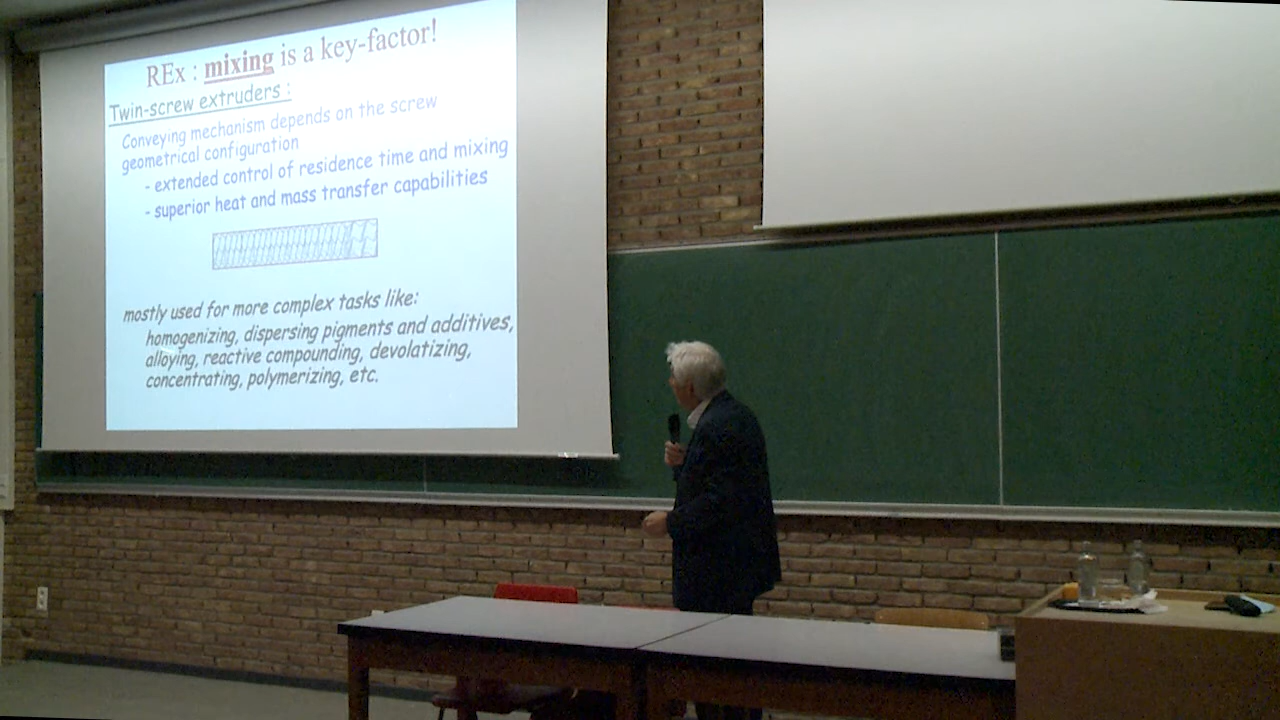 REx : mixing is a key-factor!
Twin-screw extruders :
Conveying mechanism depends on the screw
geometrical configuration
- extended control of residence time and mixing
- superior heat and mass transfer capabilities
mostly used for more complex tasks like:
homogenizing, dispersing pigments and additives,
alloying, reactive compounding, devolatizing,
concentrating, polymerizing, etc.